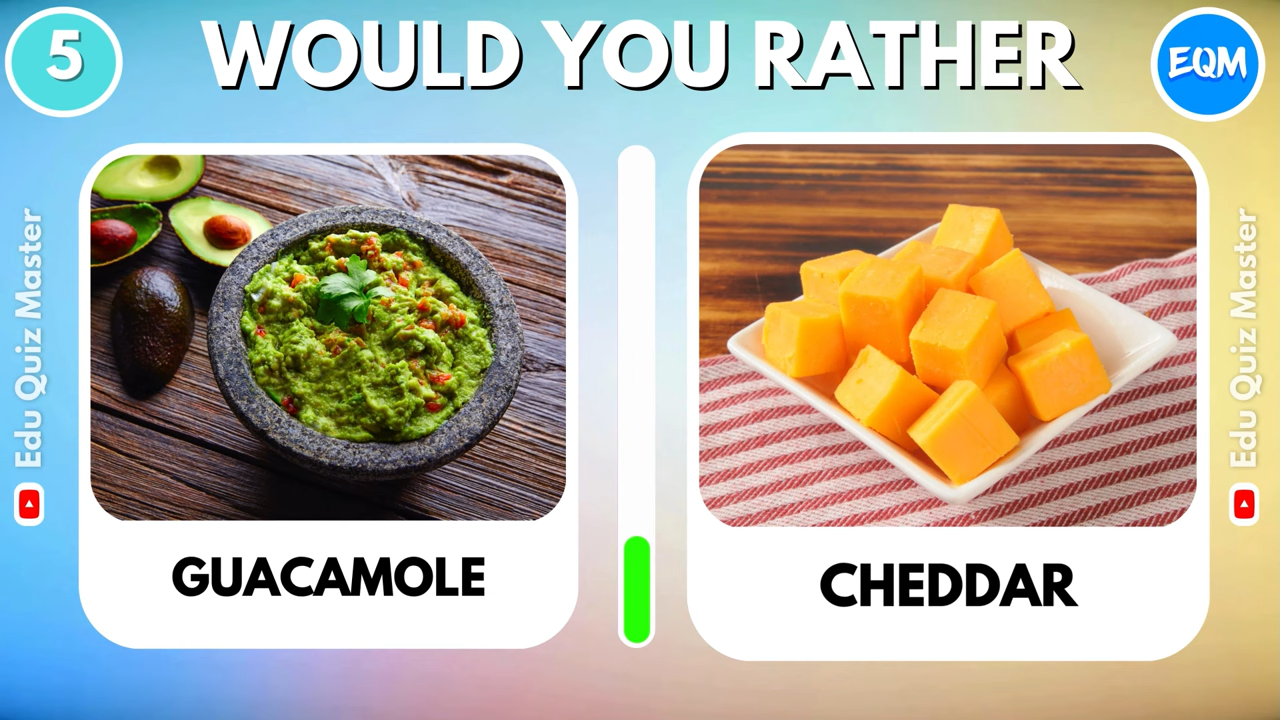 5
WOULD YOU RATHER
EQM
Edu Quiz Master
GUACAMOLE
CHEDDAR
Edu Quiz Master